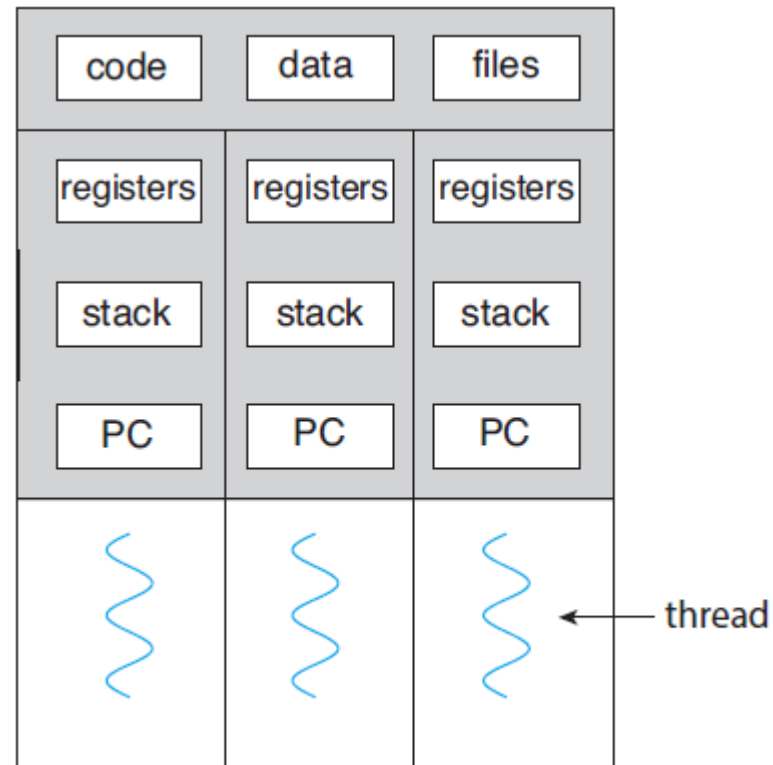 code data files
registers registers registers
stack stack stack
PC PC PC
thread